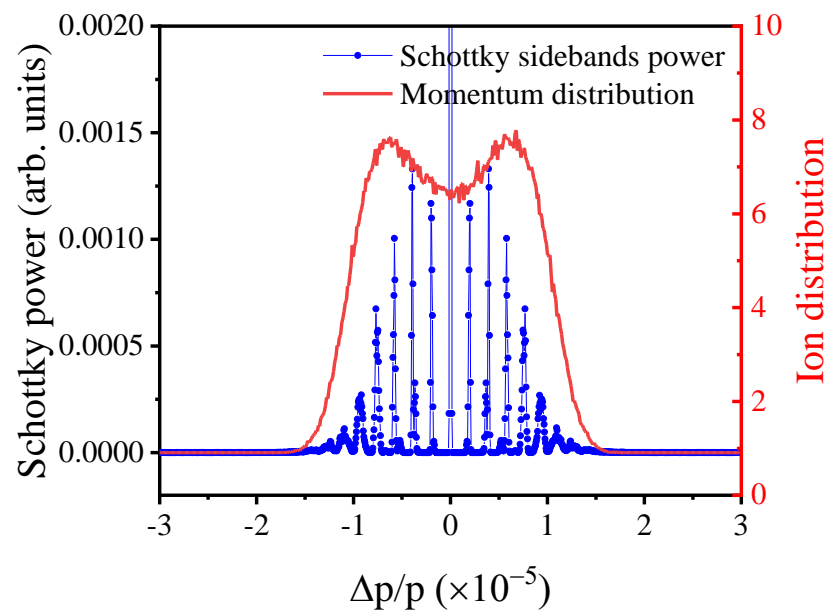 Schottky power (arb. units)
0.0020
0.0015
0.0010
0.0005
0.0000
Schottky sidebands power
Momentum distribution
10
8
6
4
2
0
Ion distribution
-3 -2 -1 0 1 2 3
Δp/p (×10⁻⁵)